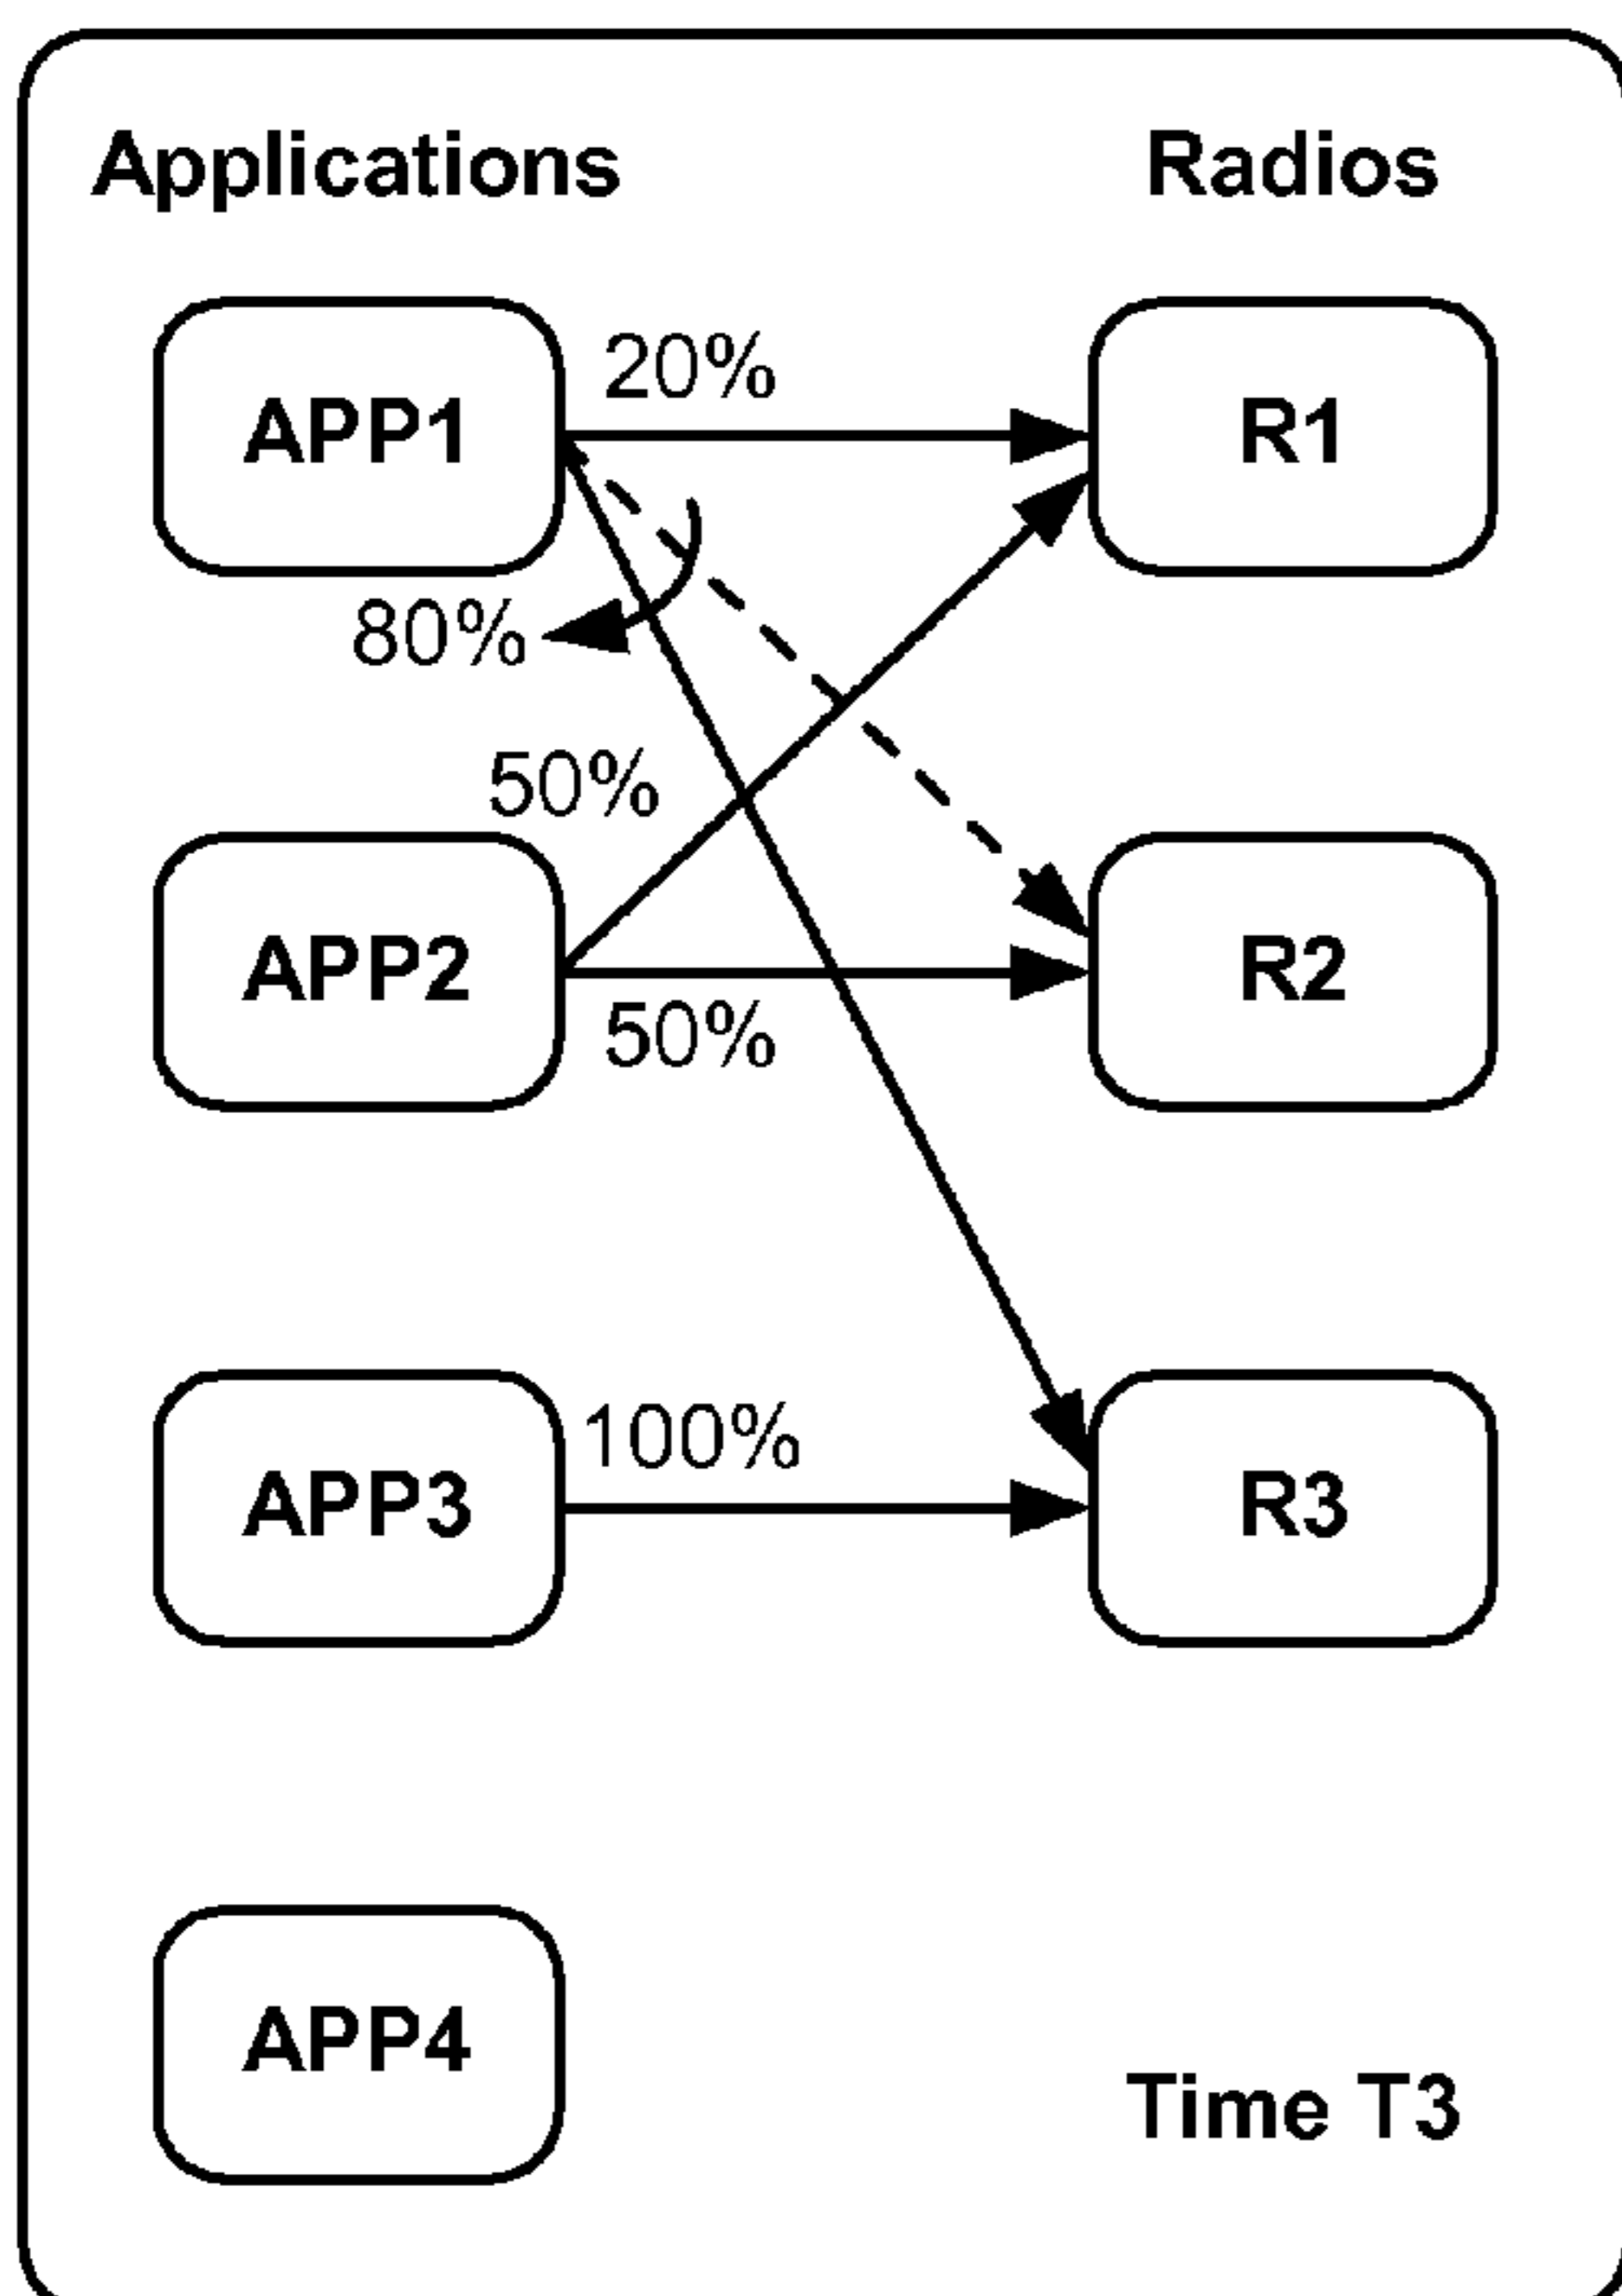 Applications Radios
20%
APP1 R1
80%
50%
APP2 R2
50%
100%
APP3 R3
APP4
Time T3